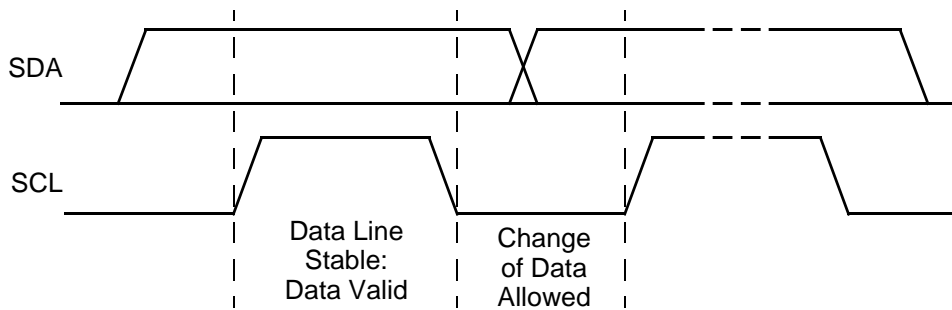 SDA
SCL
Data Line
Stable:
Data Valid
Change
of Data
Allowed